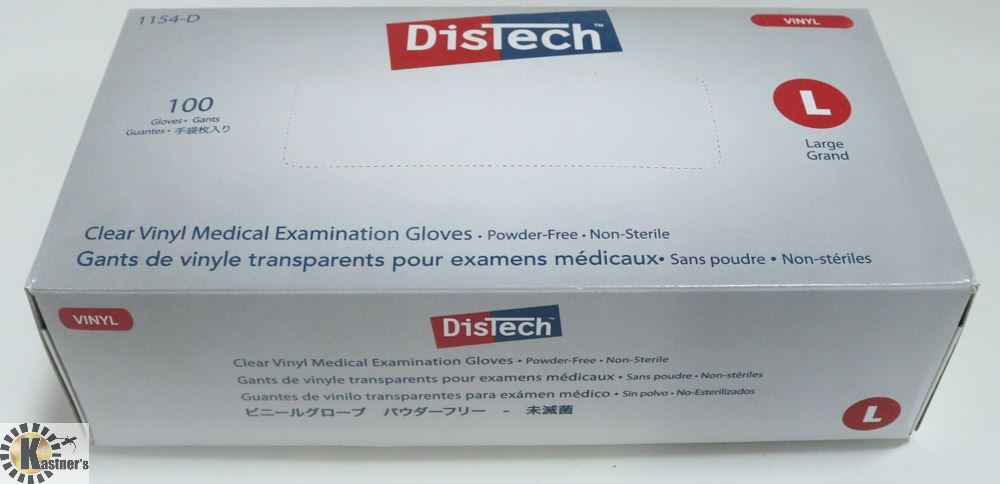 1154-D
DisTech™
VINYL
100
Gloves • Gants
Guantes • 手袋枚入り
L
Large
Grand
Clear Vinyl Medical Examination Gloves • Powder-Free • Non-Sterile
Gants de vinyle transparents pour examens médicaux • Sans poudre • Non-stériles
VINYL
DisTech™
Clear Vinyl Medical Examination Gloves • Powder-Free • Non-Sterile
Gants de vinyle transparents pour examens médicaux • Sans poudre • Non-stériles
Guantes de vinilo transparentes para exámen médico • Sin polvo • No-Esterilizados
ビニールグローブ パウダーフリー - 未滅菌
L
Kastner's